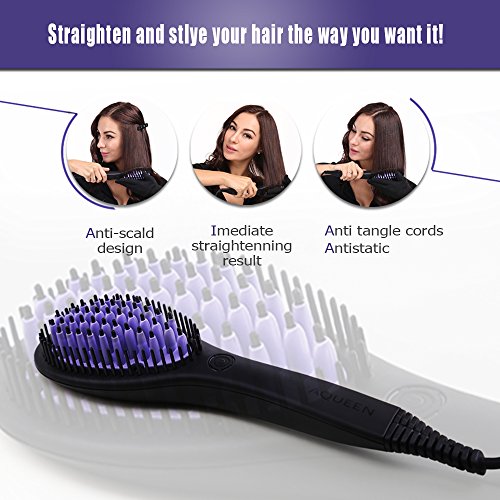 Straighten and stlye your hair the way you want it!
Anti-scald
design
Imediate
straightenning
result
Anti tangle cords
Antistatic
AQUEEN